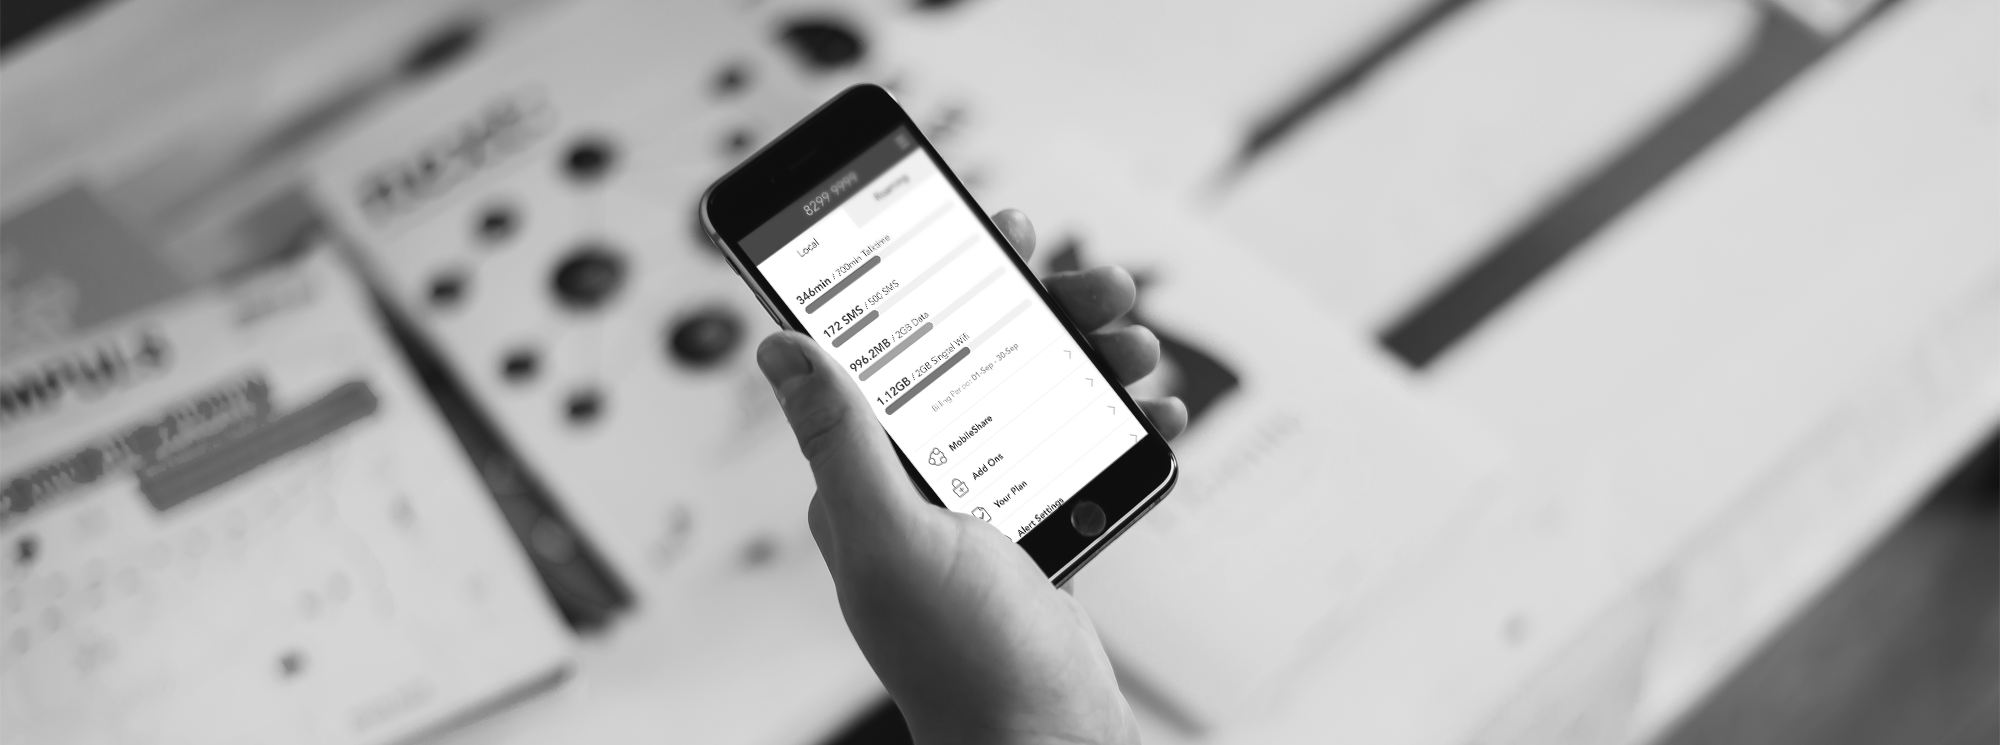 8299 9999
Local
Roaming
346min / 700min Talktime
172 SMS / 500 SMS
996.2MB / 2GB Data
1.12GB / 2GB Singtel Wifi
Billing Period: 01-Sep - 30-Sep
MobileShare
Add Ons
Your Plan
Alert Settings